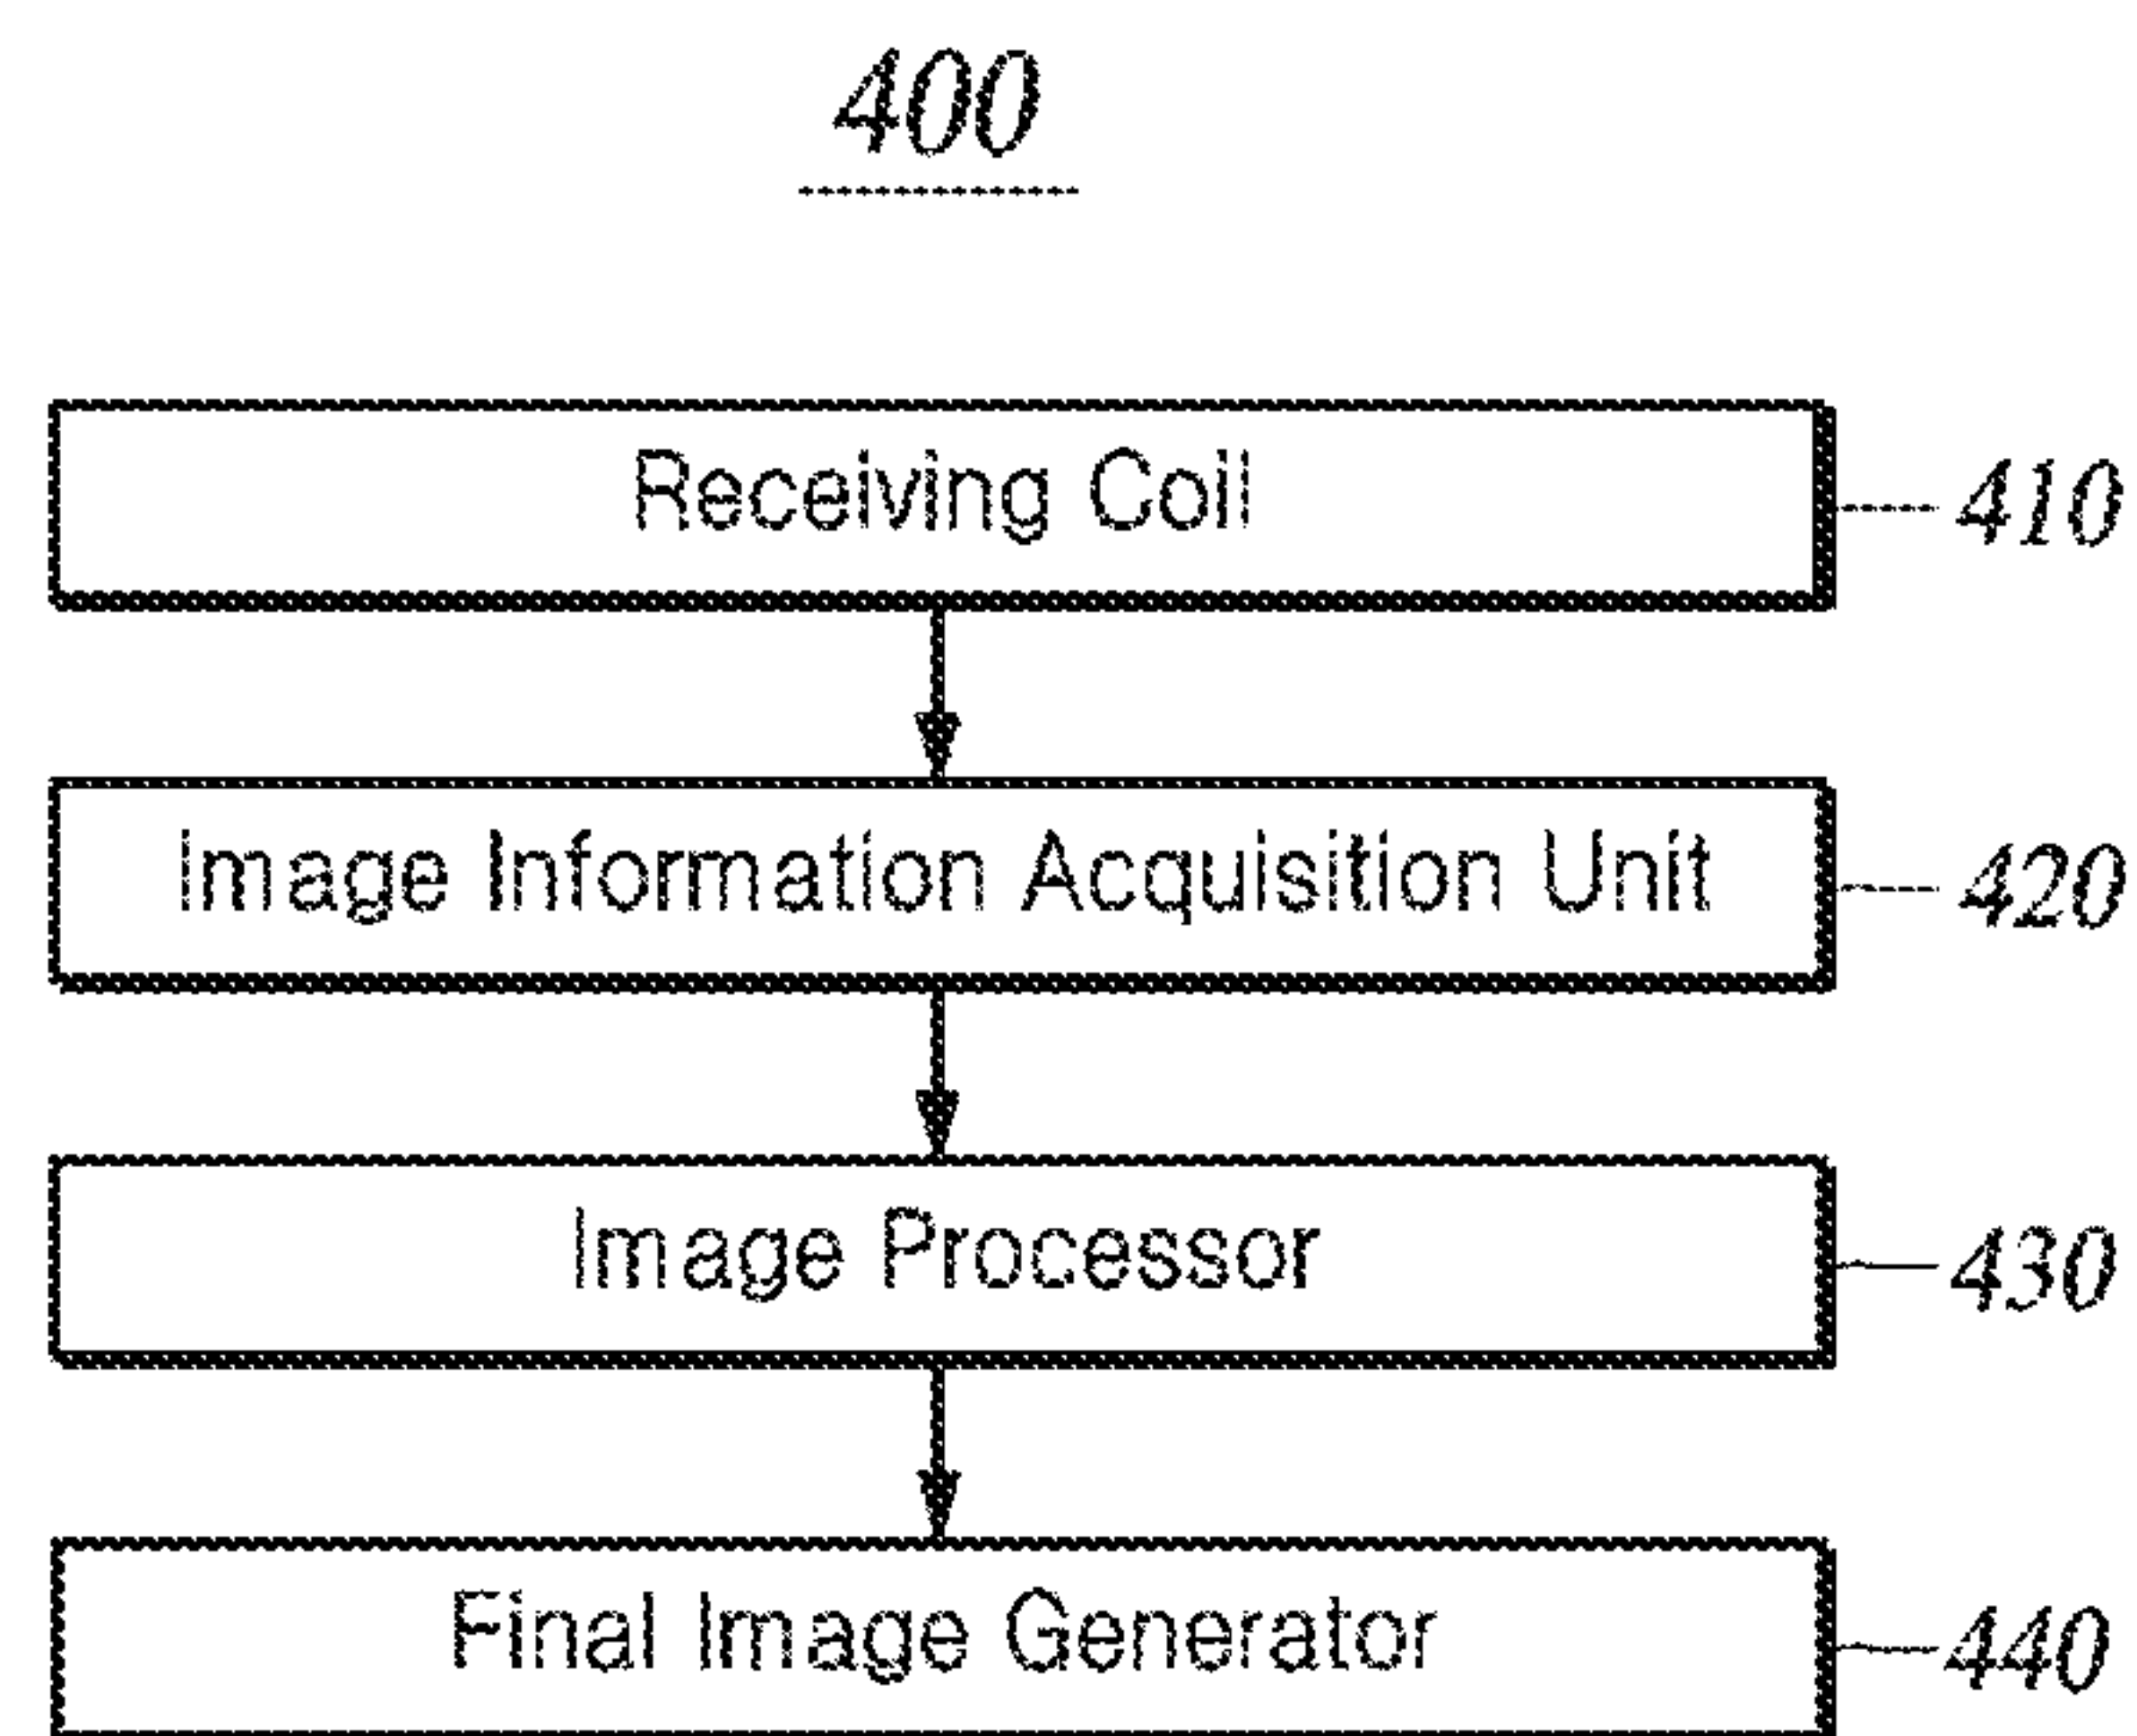 400
Receiving Coil 410
Image Information Acquisition Unit 420
Image Processor 430
Final Image Generator 440